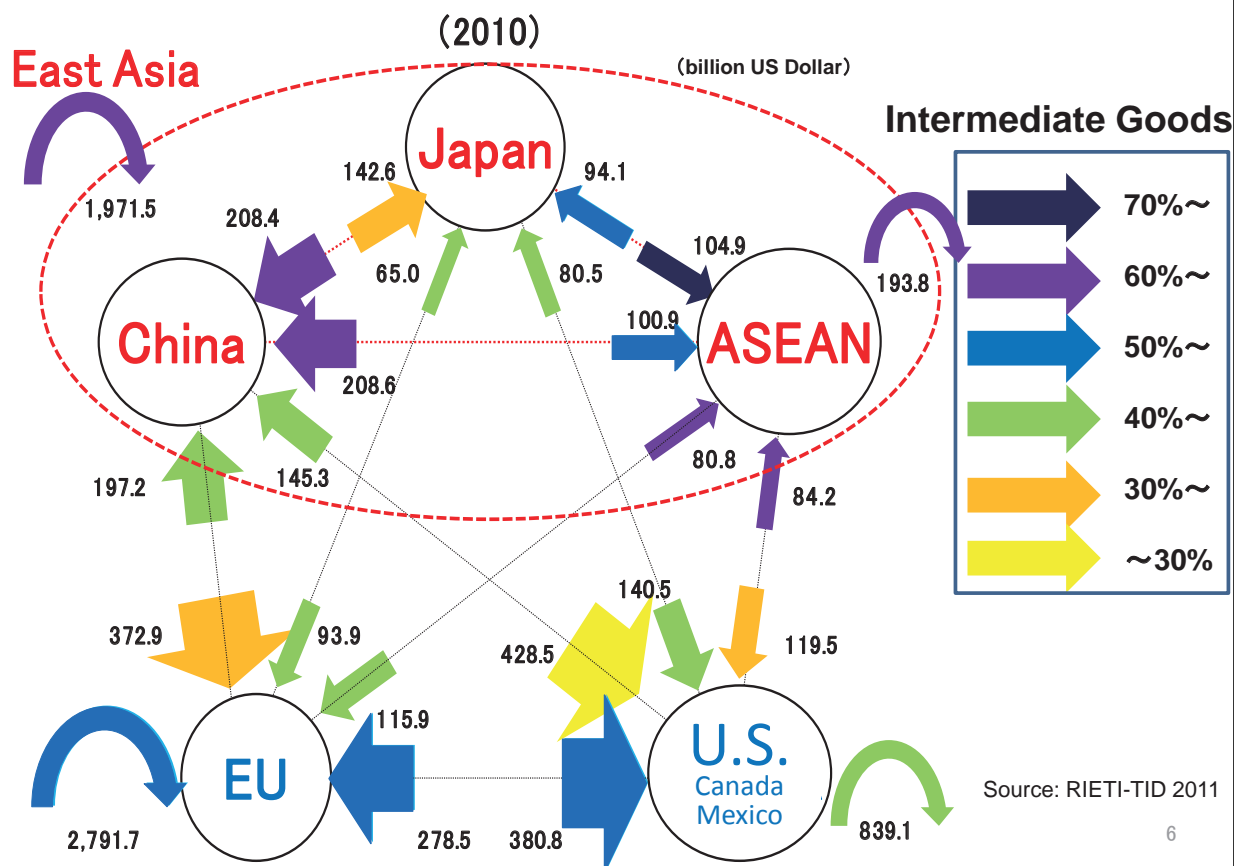 (2010)
East Asia
（billion US Dollar）
Intermediate Goods
Japan
142.6
94.1
70%～
1,971.5
208.4
104.9
60%～
65.0
80.5
193.8
China
100.9
ASEAN
50%～
208.6
40%～
197.2
145.3
80.8
84.2
30%～
～30%
372.9
93.9
140.5
428.5
119.5
115.9
EU
U.S.
Canada
Mexico
Source: RIETI-TID 2011
2,791.7
278.5
380.8
839.1
6